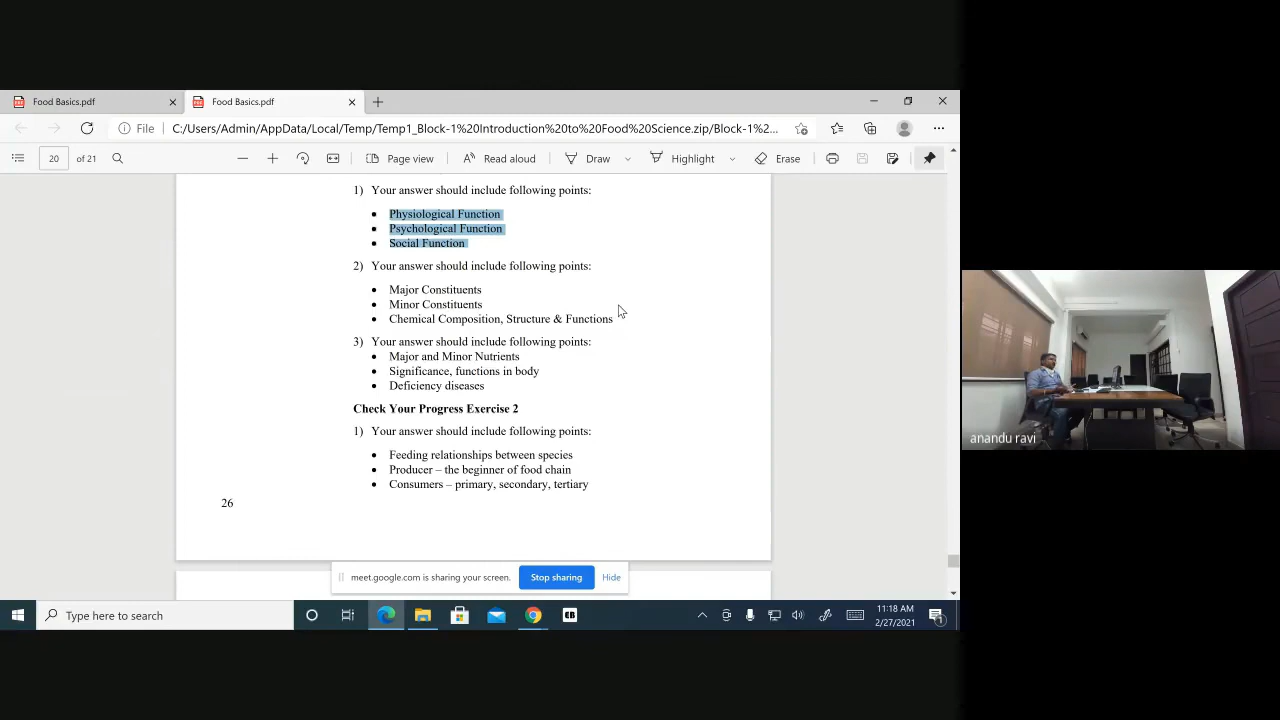 Food Basics.pdf
Food Basics.pdf
File
C:/Users/Admin/AppData/Local/Temp/Temp1_Block-1%20Introduction%20to%20Food%20Science.zip/Block-1%2...
20 of 21
Page view
Read aloud
Draw
Highlight
Erase
1) Your answer should include following points:
• Physiological Function
• Psychological Function
• Social Function
2) Your answer should include following points:
• Major Constituents
• Minor Constituents
• Chemical Composition, Structure & Functions
3) Your answer should include following points:
• Major and Minor Nutrients
• Significance, functions in body
• Deficiency diseases
Check Your Progress Exercise 2
1) Your answer should include following points:
• Feeding relationships between species
• Producer – the beginner of food chain
• Consumers – primary, secondary, tertiary
26
meet.google.com is sharing your screen.
Stop sharing
Hide
anandu ravi
Type here to search
11:18 AM
2/27/2021